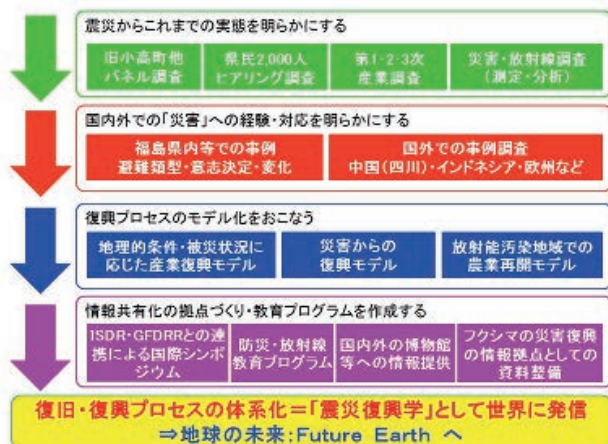 震災からこれまでの実態を明らかにする
旧小高町他
パネル調査
県民2,000人
ヒアリング調査
第1・2・3次
産業調査
災害・放射線調査
(測定・分析)
国内外での「災害」への経験・対応を明らかにする
福島県内等での事例
避難類型・意志決定・変化
国外での事例調査
中国(四川)・インドネシア・欧州など
復興プロセスのモデル化をおこなう
地理的条件・被災状況に
応じた産業復興モデル
災害からの
復興モデル
放射能汚染地域での
農業再開モデル
情報共有化の拠点づくり・教育プログラムを作成する
ISDR・GFDRRとの連
携による国際シンポ
ジウム
防災・放射線
教育プログラム
国内外の博物館
等への情報提供
フクシマの災害復興
の情報拠点としての
資料整備
復旧・復興プロセスの体系化=「震災復興学」として世界に発信
⇒地球の未来:Future Earth へ